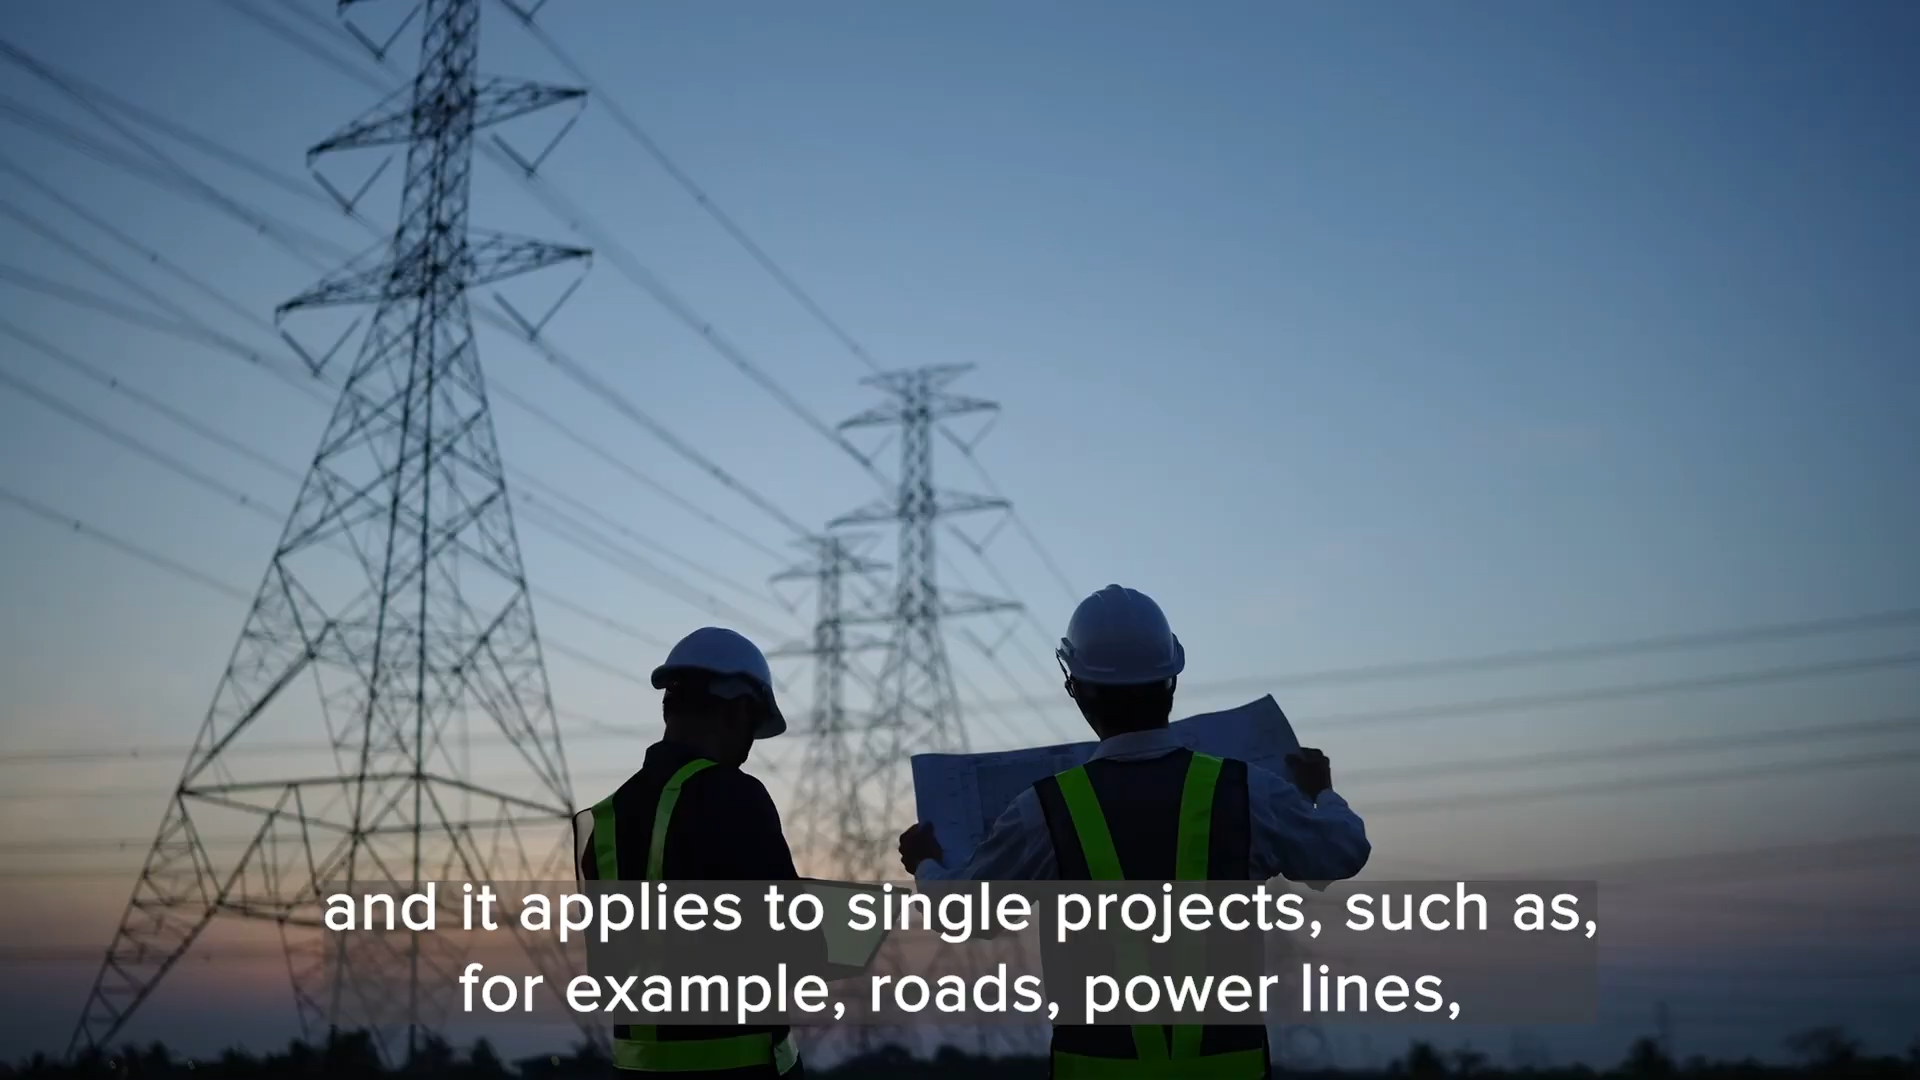 and it applies to single projects, such as,
for example, roads, power lines,